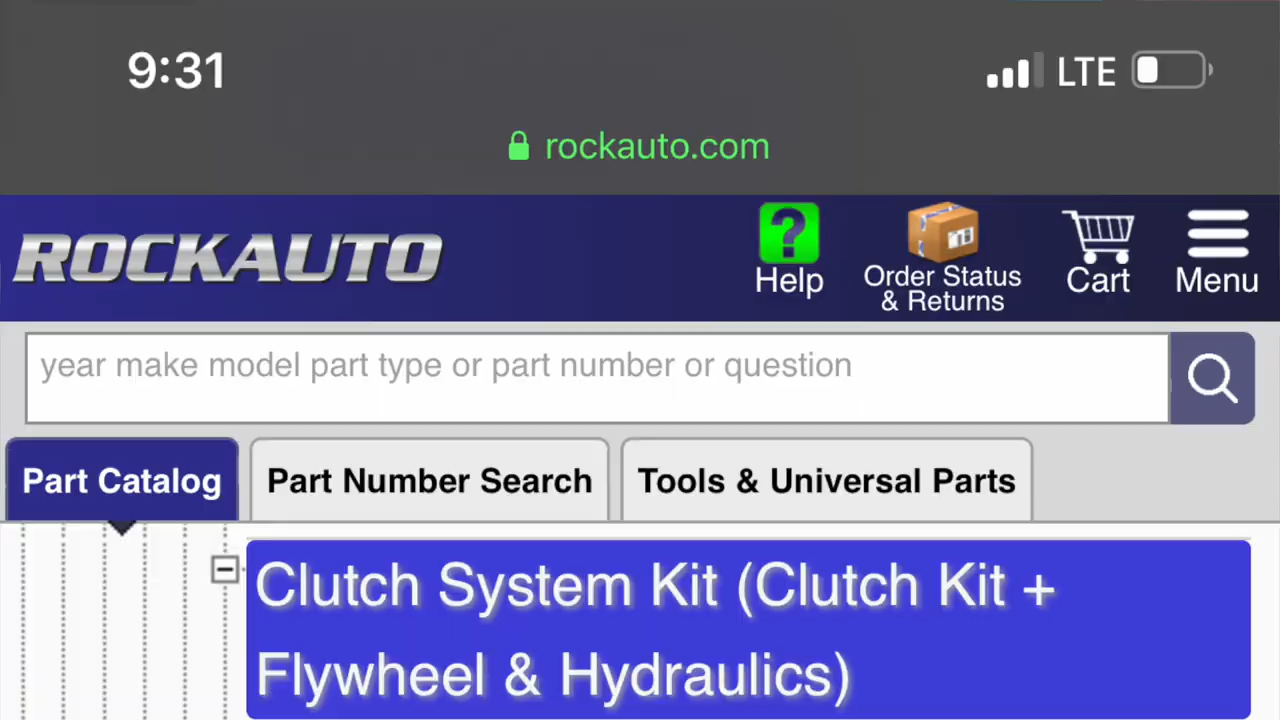 9:31 LTE
rockauto.com
ROCKAUTO
?
Help
Order Status
& Returns
Cart
Menu
year make model part type or part number or question
Part Catalog
Part Number Search
Tools & Universal Parts
Clutch System Kit (Clutch Kit +
Flywheel & Hydraulics)